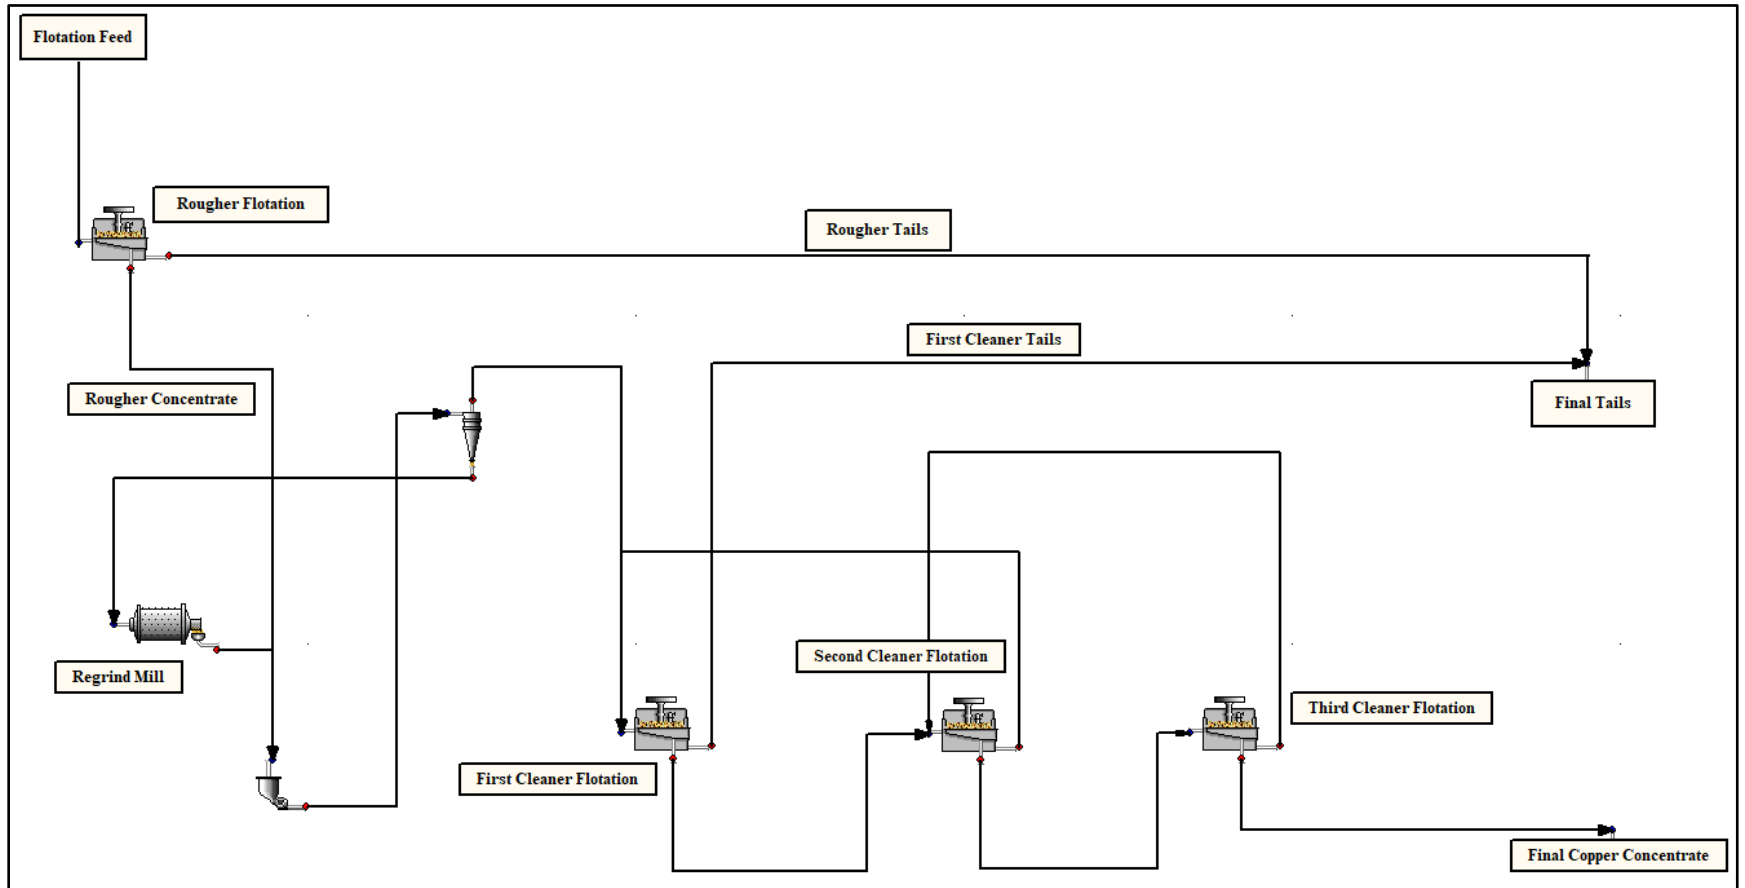 Flotation Feed
Rougher Flotation
Rougher Tails
First Cleaner Tails
Rougher Concentrate
Final Tails
Second Cleaner Flotation
Regrind Mill
Third Cleaner Flotation
First Cleaner Flotation
Final Copper Concentrate